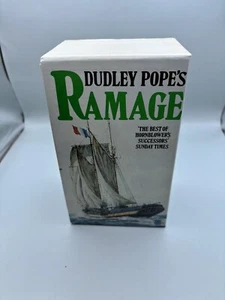 DUDLEY POPE'S
RAMAGE
'THE BEST OF
HORNBLOWER'S
SUCCESSORS'
SUNDAY TIMES